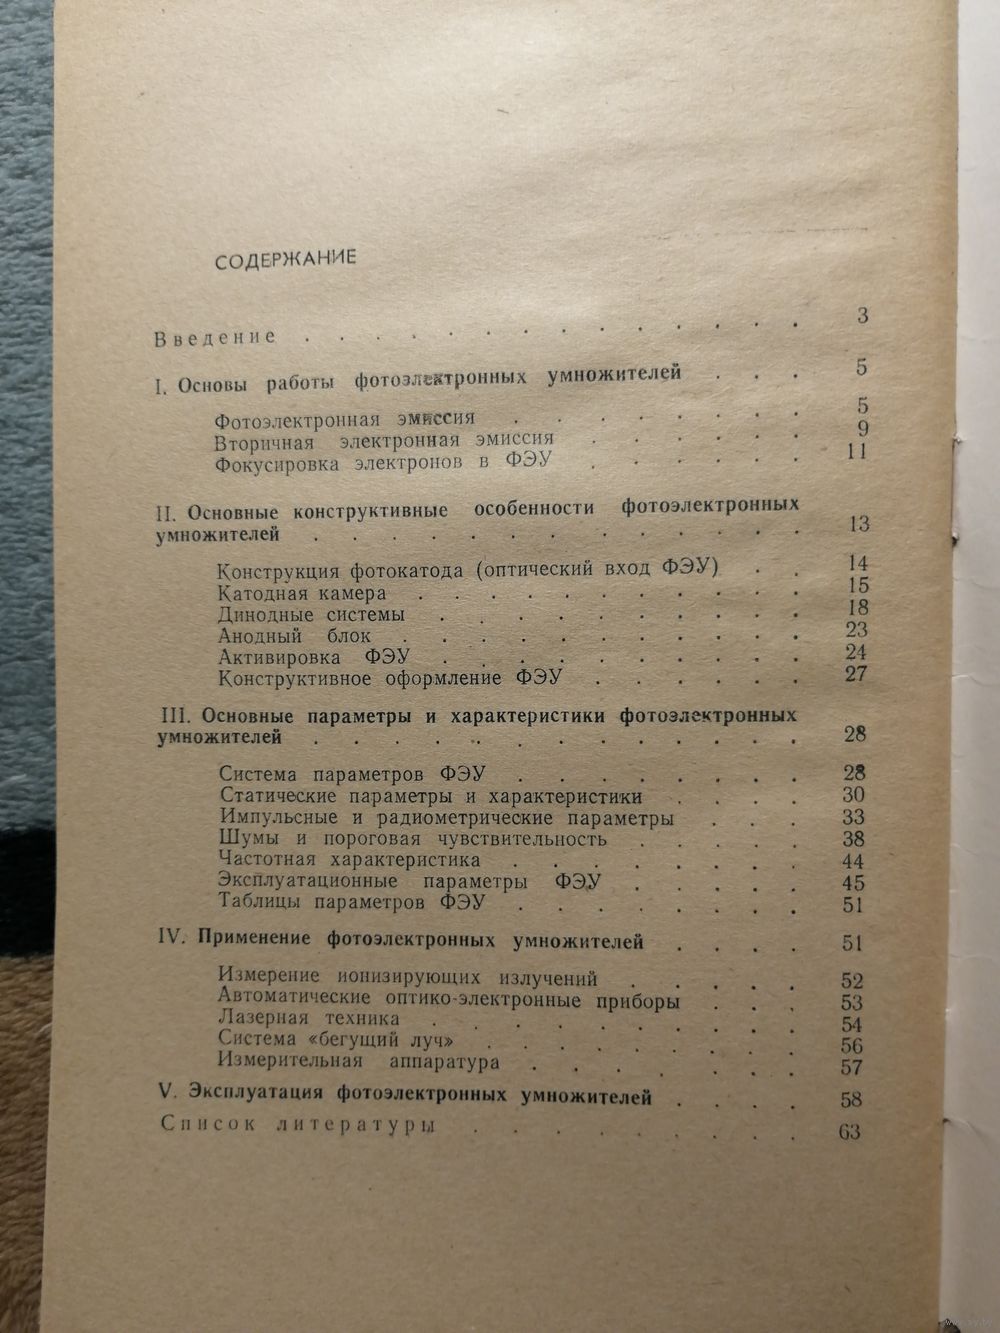 СОДЕРЖАНИЕ
Введение . . . . . . . . . . . . . . 3
I. Основы работы фотоэлектронных умножителей . . . 5
Фотоэлектронная эмиссия . . . . . . . 5
Вторичная электронная эмиссия . . . . . . 9
Фокусировка электронов в ФЭУ . . . . . . 11
II. Основные конструктивные особенности фотоэлектронных
умножителей . . . . . . . . . . . . . 13
Конструкция фотокатода (оптический вход ФЭУ) . . 14
Катодная камера . . . . . . . . . . . 15
Динодные системы . . . . . . . . . . 18
Анодный блок . . . . . . . . . . . 23
Активировка ФЭУ . . . . . . . . . . 24
Конструктивное оформление ФЭУ . . . . . . 27
III. Основные параметры и характеристики фотоэлектронных
умножителей . . . . . . . . . . . . . 28
Система параметров ФЭУ . . . . . . . . 28
Статические параметры и характеристики . . . . 30
Импульсные и радиометрические параметры . . . 33
Шумы и пороговая чувствительность . . . . . 38
Частотная характеристика . . . . . . . . 44
Эксплуатационные параметры ФЭУ . . . . . 45
Таблицы параметров ФЭУ . . . . . . . . 51
IV. Применение фотоэлектронных умножителей . . . . 51
Измерение ионизирующих излучений . . . . . 52
Автоматические оптико-электронные приборы . . . 53
Лазерная техника . . . . . . . . . . 54
Система «бегущий луч» . . . . . . . . . 56
Измерительная аппаратура . . . . . . . 57
V. Эксплуатация фотоэлектронных умножителей . . . . 58
Список литературы . . . . . . . . . 63